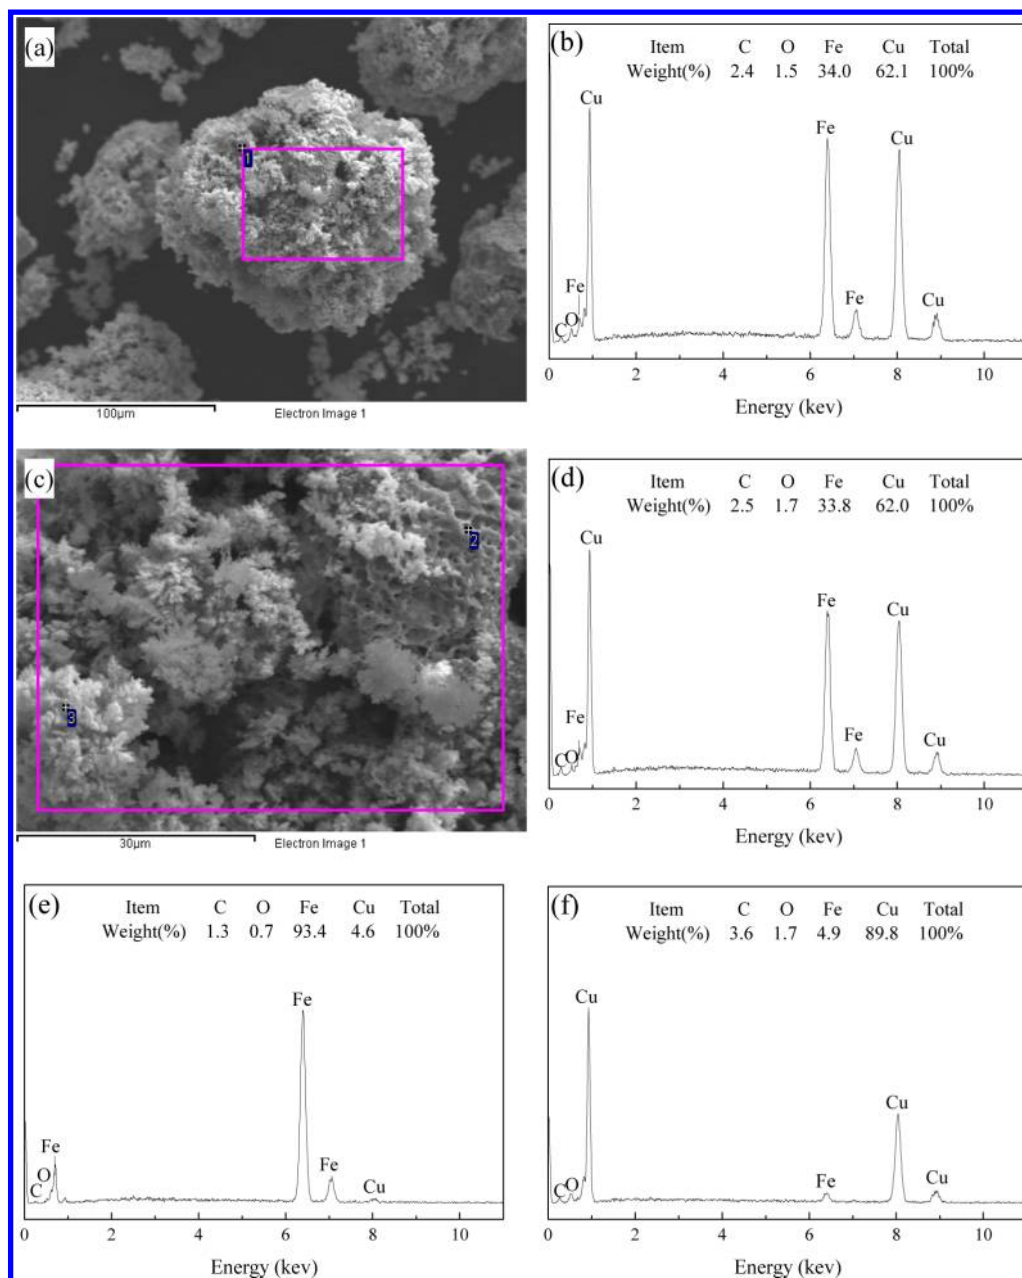 (a)
1
100µm
Electron Image 1
(b)
Item C O Fe Cu Total
Weight(%) 2.4 1.5 34.0 62.1 100%
Cu
Fe
Cu
Fe
Fe
Cu
C O
0 2 4 6 8 10
Energy (kev)
(c)
2
3
30µm
Electron Image 1
(d)
Item C O Fe Cu Total
Weight(%) 2.5 1.7 33.8 62.0 100%
Cu
Fe
Cu
Fe
Fe
Cu
C O
0 2 4 6 8 10
Energy (kev)
(e)
Item C O Fe Cu Total
Weight(%) 1.3 0.7 93.4 4.6 100%
Fe
Fe
O
Fe
C
Cu
0 2 4 6 8 10
Energy (kev)
(f)
Item C O Fe Cu Total
Weight(%) 3.6 1.7 4.9 89.8 100%
Cu
Cu
C O
Fe
Cu
0 2 4 6 8 10
Energy (kev)